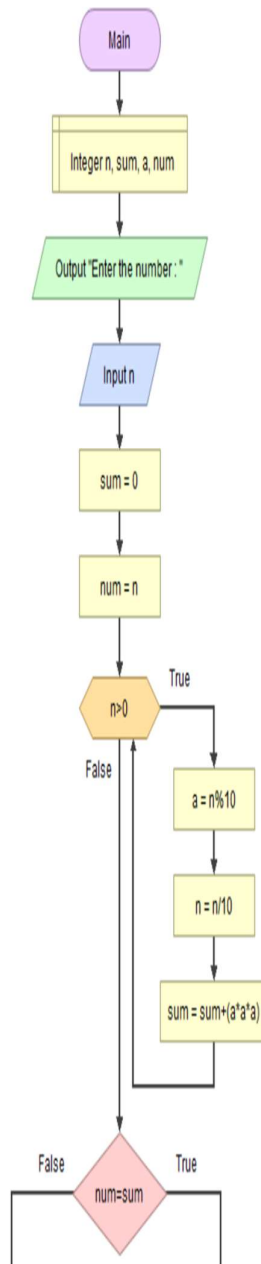 Main
Integer n, sum, a, num
Output "Enter the number : "
Input n
sum = 0
num = n
n>0
True
False
a = n%10
n = n/10
sum = sum+(a*a*a)
False
num=sum
True